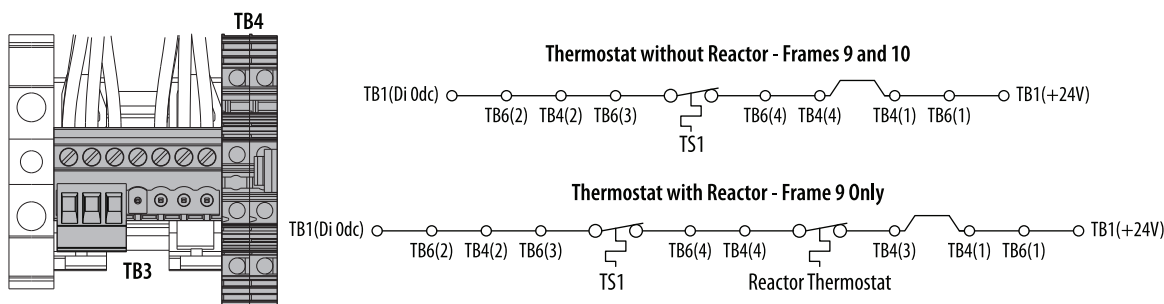 TB4
TB3
Thermostat without Reactor - Frames 9 and 10
TB1(Di 0dc) TB6(2) TB4(2) TB6(3) TS1 TB6(4) TB4(4) TB4(1) TB6(1) TB1(+24V)
Thermostat with Reactor - Frame 9 Only
TB1(Di 0dc) TB6(2) TB4(2) TB6(3) TS1 TB6(4) TB4(4) Reactor Thermostat TB4(3) TB4(1) TB6(1) TB1(+24V)